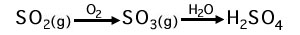 SO₂(g) —O₂→ SO₃(g) —H₂O→ H₂SO₄